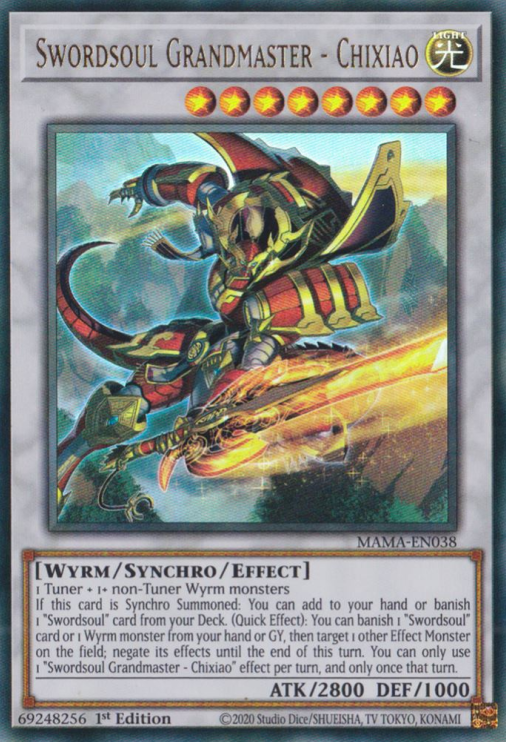 SWORDSOUL GRANDMASTER - CHIXIAO
LIGHT
光
MAMA-EN038
[WYRM/SYNCHRO/EFFECT]
1 Tuner + 1+ non-Tuner Wyrm monsters
If this card is Synchro Summoned: You can add to your hand or banish
1 "Swordsoul" card from your Deck. (Quick Effect): You can banish 1 "Swordsoul"
card or 1 Wyrm monster from your hand or GY, then target 1 other Effect Monster
on the field; negate its effects until the end of this turn. You can only use
1 "Swordsoul Grandmaster - Chixiao" effect per turn, and only once that turn.
ATK/2800 DEF/1000
69248256 1st Edition ©2020 Studio Dice/SHUEISHA, TV TOKYO, KONAMI